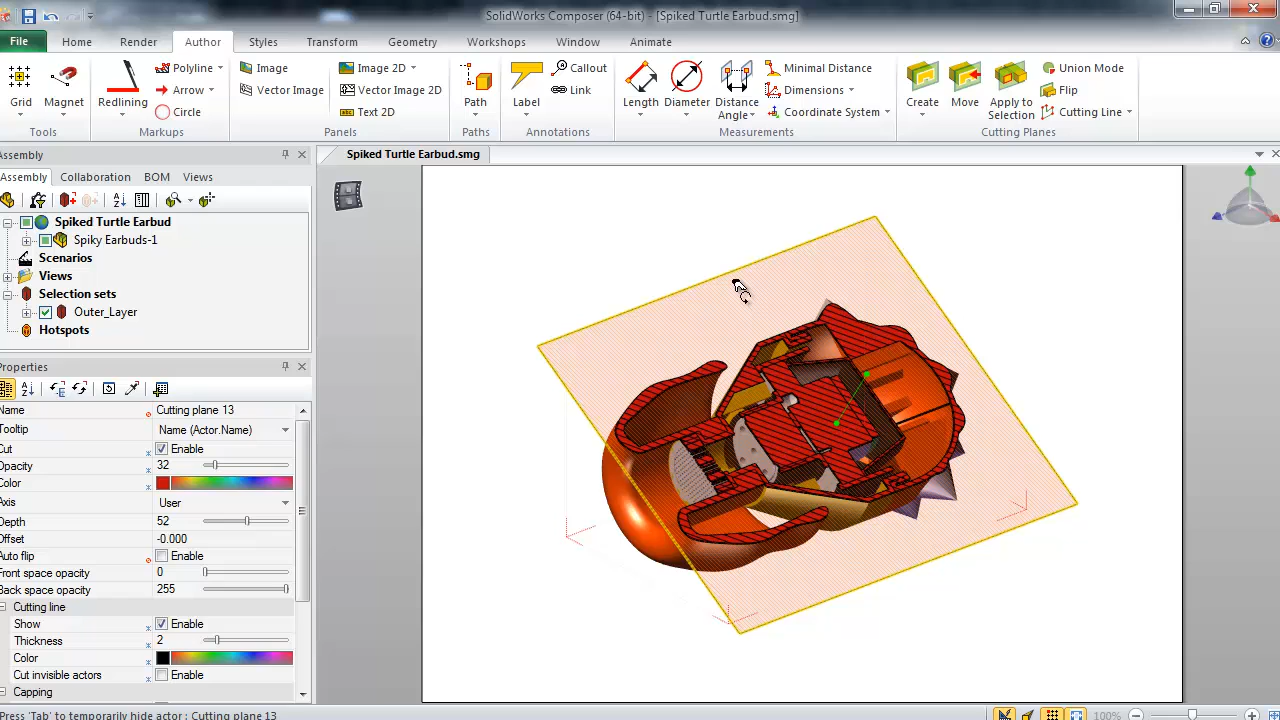 SolidWorks Composer (64-bit) - [Spiked Turtle Earbud.smg]
File Home Render Author Styles Transform Geometry Workshops Window Animate
Grid Magnet Redlining Polyline Arrow Circle Image Vector Image Image 2D Vector Image 2D Text 2D Path Label Callout Link Length Diameter Distance Angle Minimal Distance Dimensions Coordinate System Create Move Apply to Selection Union Mode Flip Cutting Line
Tools Markups Panels Paths Annotations Measurements Cutting Planes
Assembly
Spiked Turtle Earbud.smg
Assembly Collaboration BOM Views
Spiked Turtle Earbud
Spiky Earbuds-1
Scenarios
Views
Selection sets
Outer_Layer
Hotspots
Properties
Name Cutting plane 13
Tooltip Name (Actor.Name)
Cut Enable
Opacity 32
Color
Axis User
Depth 52
Offset -0.000
Auto flip Enable
Front space opacity 0
Back space opacity 255
Cutting line
Show Enable
Thickness 2
Color
Cut invisible actors Enable
Capping
Press 'Tab' to temporarily hide actor : Cutting plane 13
100%